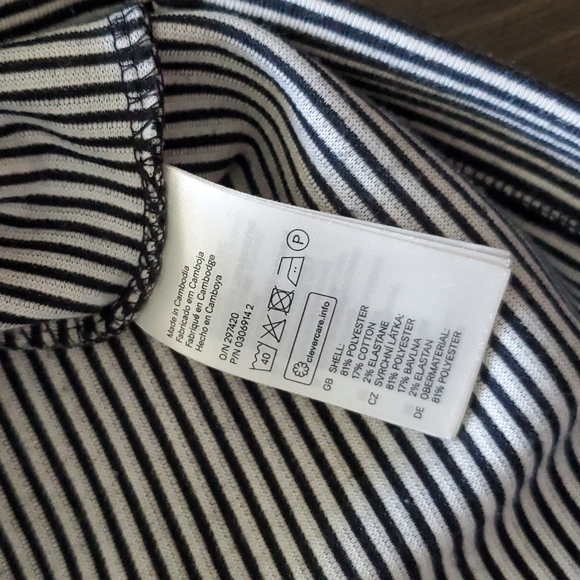 Made in Cambodia
Fabricado em Camboja
Fabriqué en Cambodge
Hecho en Camboya
O/N 297420
P/N 0306914 2
40
P
clevercare.info
GB SHELL:
81% POLYESTER
17% COTTON
2% ELASTANE
CZ SVRCHNÍ LÁTKA:
81% POLYESTER
17% BAVLNA
2% ELASTAN
DE OBERMATERIAL:
81% POLYESTER